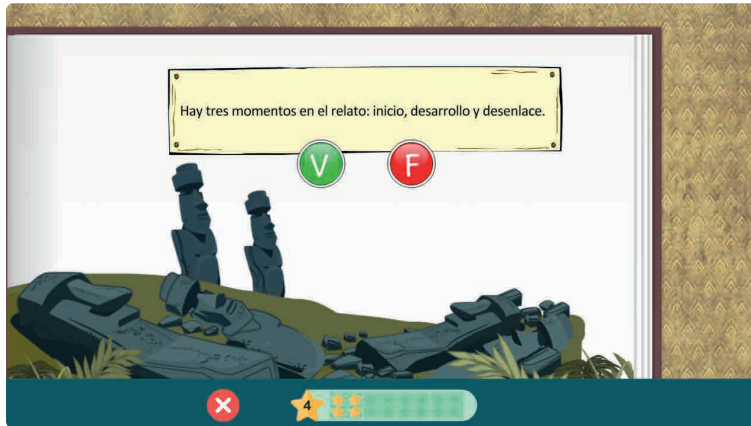 Hay tres momentos en el relato: inicio, desarrollo y desenlace.
V F
4